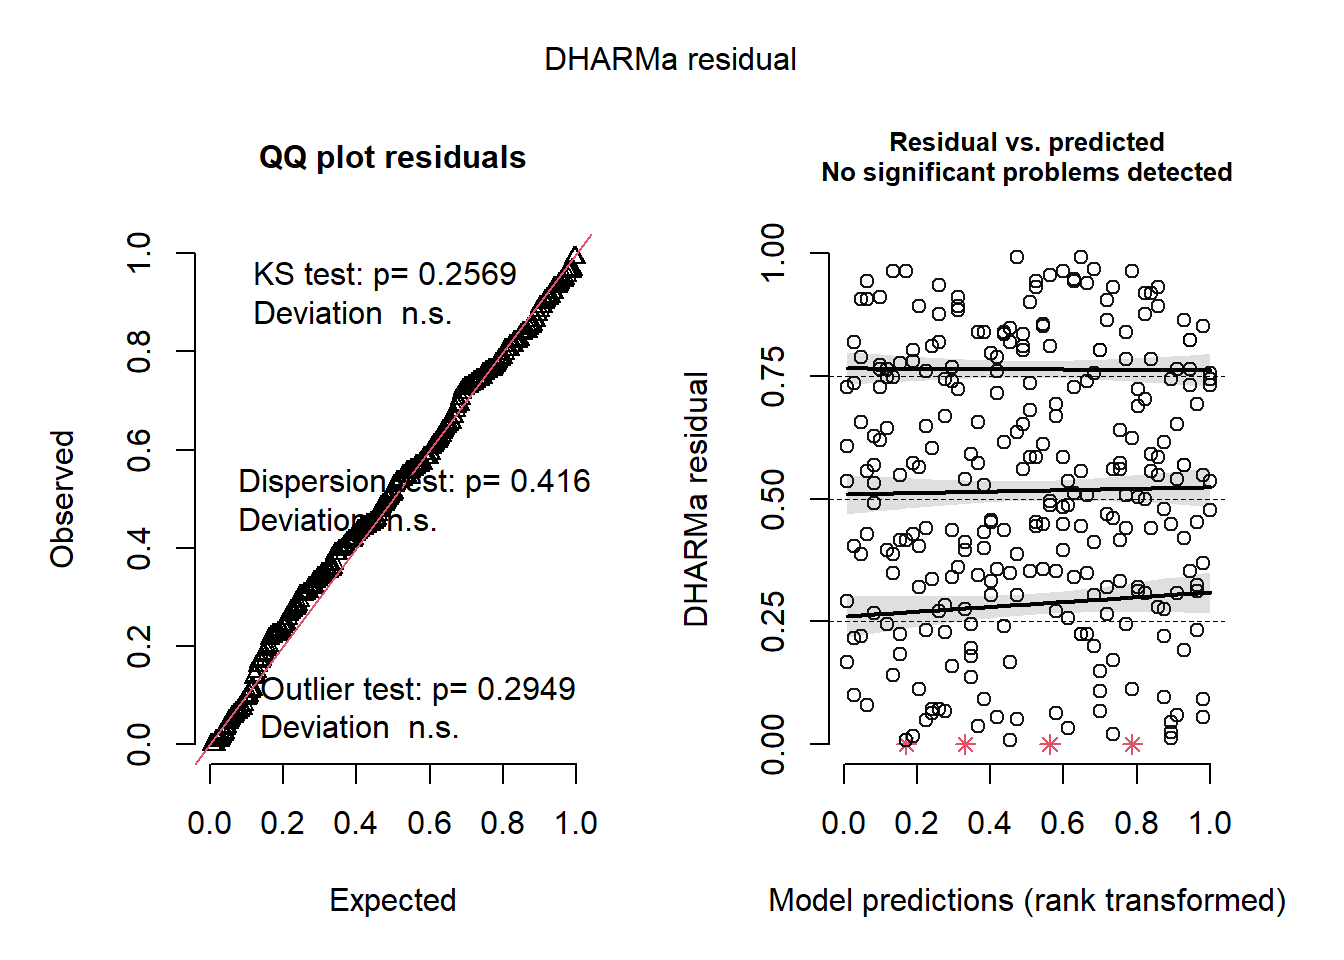 DHARMa residual
QQ plot residuals
KS test: p= 0.2569
Deviation  n.s.
Dispersion test: p= 0.416
Deviation n.s.
Outlier test: p= 0.2949
Deviation  n.s.
Observed
0.0 0.2 0.4 0.6 0.8 1.0
0.0 0.2 0.4 0.6 0.8 1.0
Expected
Residual vs. predicted
No significant problems detected
DHARMa residual
0.00 0.25 0.50 0.75 1.00
0.0 0.2 0.4 0.6 0.8 1.0
Model predictions (rank transformed)